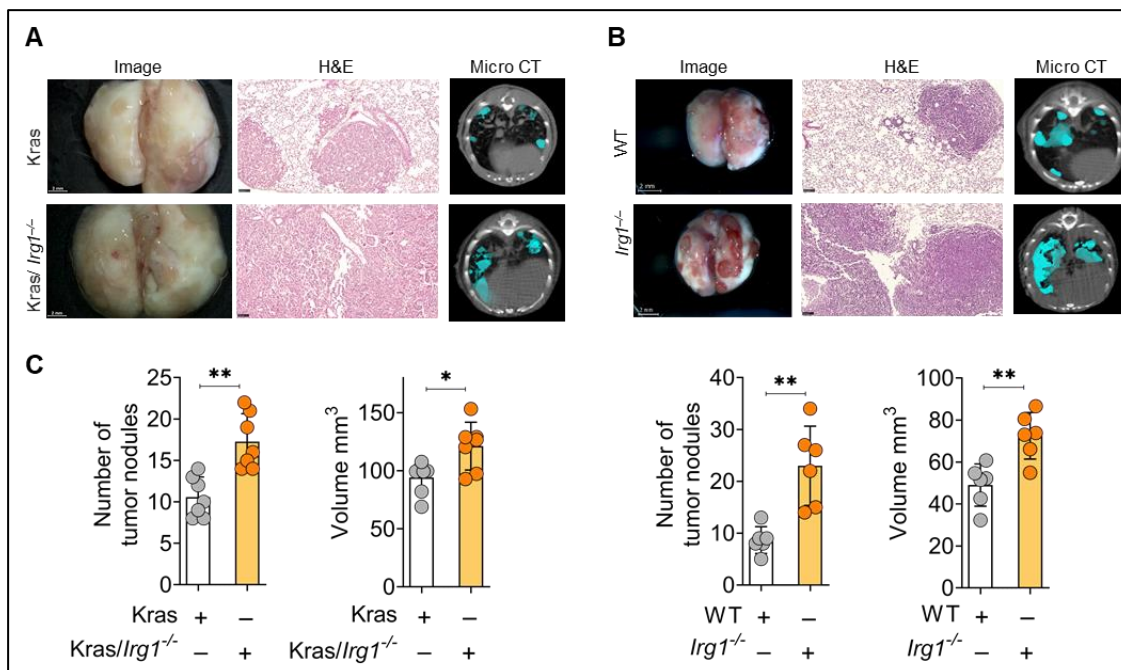 A
Image H&E Micro CT
Kras
Kras/ Irg1-/-
B
Image H&E Micro CT
WT
Irg1-/-
2 mm
C
Number of tumor nodules
25
20
15
10
5
0
**
Kras + –
Kras/Irg1-/- – +
Volume mm3
150
100
50
0
*
Kras + –
Kras/Irg1-/- – +
Number of tumor nodules
40
30
20
10
0
**
WT + –
Irg1-/- – +
Volume mm3
100
80
60
40
20
0
**
WT + –
Irg1-/- – +